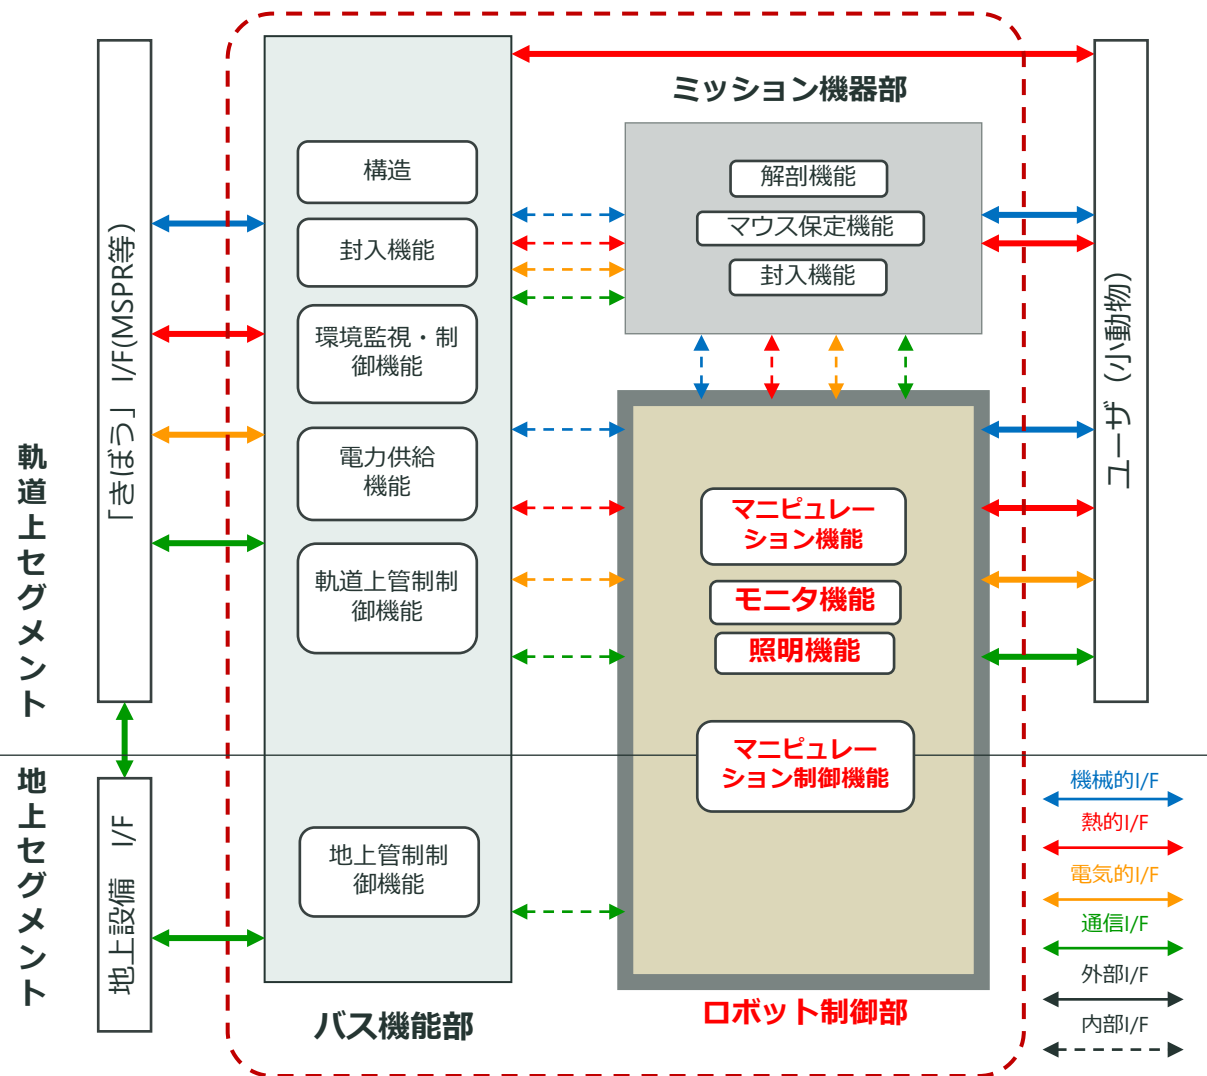 軌道上セグメント
地上セグメント
「きぼう」 I/F(MSPR等)
地上設備 I/F
構造
封入機能
環境監視・制
御機能
電力供給
機能
軌道上管制制
御機能
地上管制制
御機能
バス機能部
ミッション機器部
解剖機能
マウス保定機能
封入機能
マニピュレー
ション機能
モニタ機能
照明機能
マニピュレー
ション制御機能
ロボット制御部
ユーザ（小動物）
機械的I/F
熱的I/F
電気的I/F
通信I/F
外部I/F
内部I/F